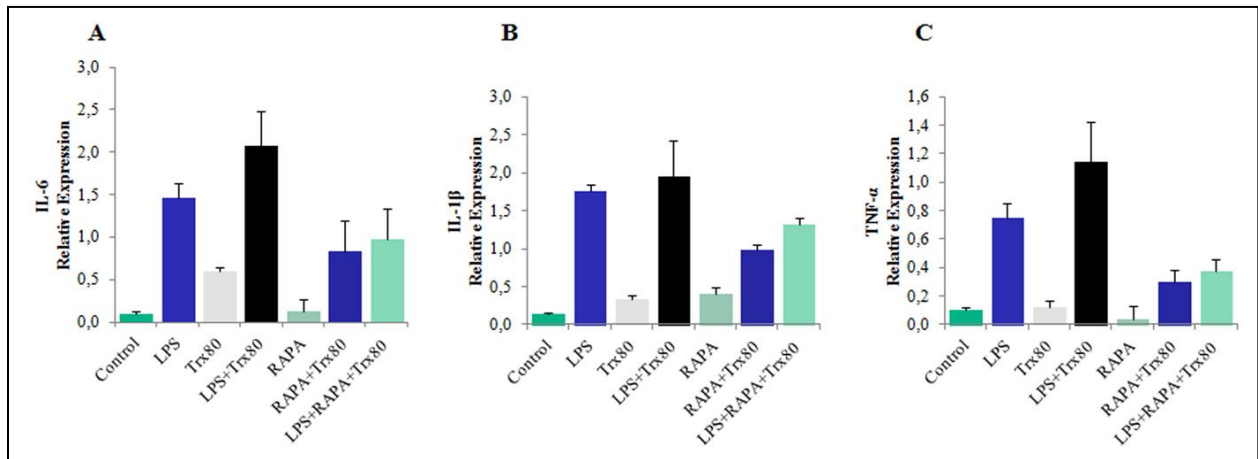 A
IL-6
Relative Expression
3,0
2,5
2,0
1,5
1,0
0,5
0,0
Control
LPS
Trx80
LPS+Trx80
RAPA
RAPA+Trx80
LPS+RAPA+Trx80
B
IL-1β
Relative Expression
3,0
2,5
2,0
1,5
1,0
0,5
0,0
Control
LPS
Trx80
LPS+Trx80
RAPA
RAPA+Trx80
LPS+RAPA+Trx80
C
TNF-α
Relative Expression
1,6
1,4
1,2
1,0
0,8
0,6
0,4
0,2
0,0
Control
LPS
Trx80
LPS+Trx80
RAPA
RAPA+Trx80
LPS+RAPA+Trx80